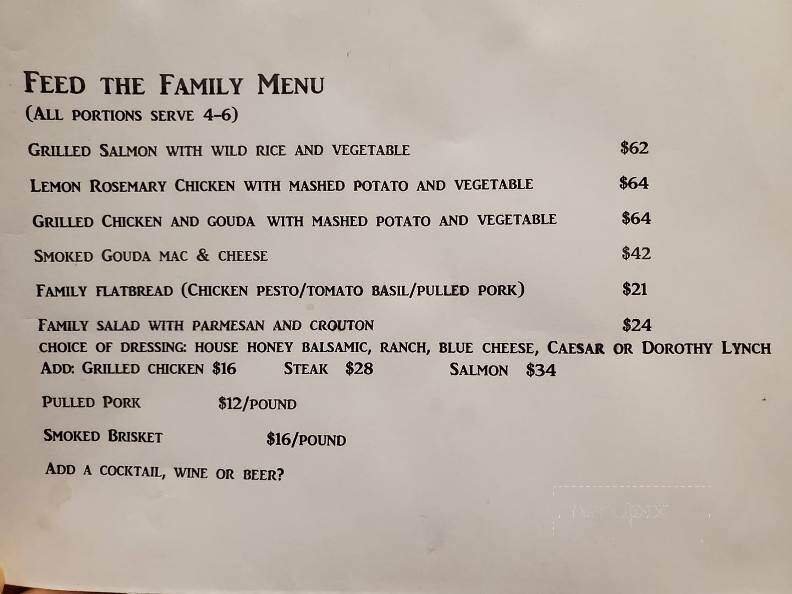 Feed the Family Menu
(All portions serve 4-6)
Grilled Salmon with wild rice and vegetable $62
Lemon Rosemary Chicken with mashed potato and vegetable $64
Grilled Chicken and gouda with mashed potato and vegetable $64
Smoked Gouda mac & cheese $42
Family flatbread (Chicken pesto/tomato basil/pulled pork) $21
Family salad with parmesan and crouton $24
choice of dressing: house honey balsamic, ranch, blue cheese, Caesar or Dorothy Lynch
Add: Grilled chicken $16 Steak $28 Salmon $34
Pulled Pork $12/pound
Smoked Brisket $16/pound
Add a cocktail, wine or beer?